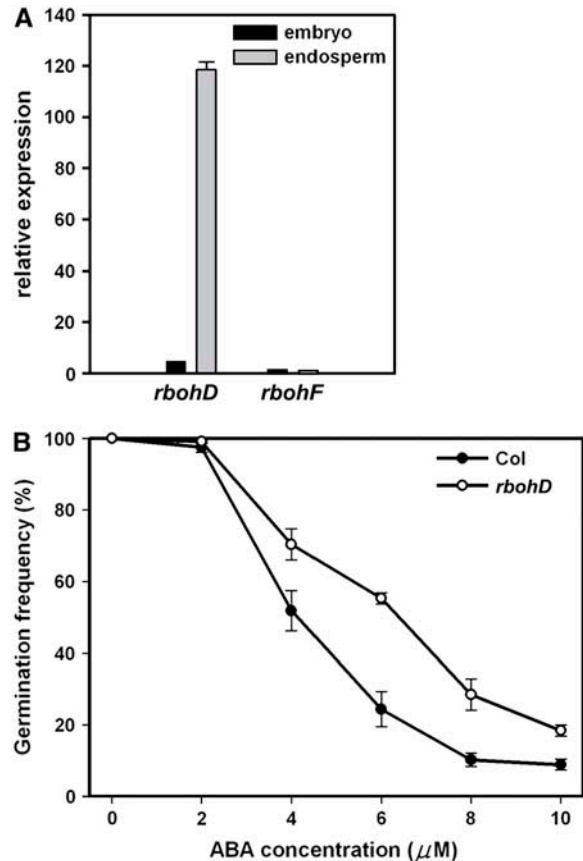 A
embryo
endosperm
relative expression
140
120
100
80
60
40
20
0
rbohD rbohF
B
Col
rbohD
Germination frequency (%)
100
80
60
40
20
0
0 2 4 6 8 10
ABA concentration (μM)